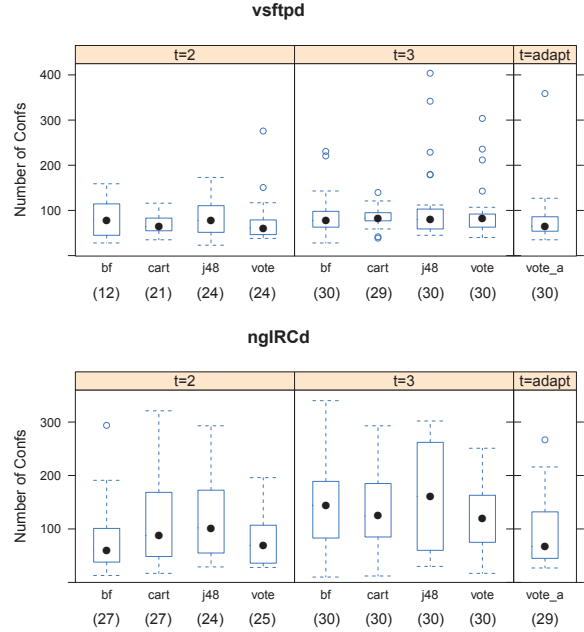 vsftpd
t=2 t=3 t=adapt
Number of Confs
400
300
200
100
bf cart j48 vote bf cart j48 vote vote_a
(12) (21) (24) (24) (30) (29) (30) (30) (30)
ngIRCd
t=2 t=3 t=adapt
Number of Confs
300
200
100
bf cart j48 vote bf cart j48 vote vote_a
(27) (27) (24) (25) (30) (30) (30) (30) (29)